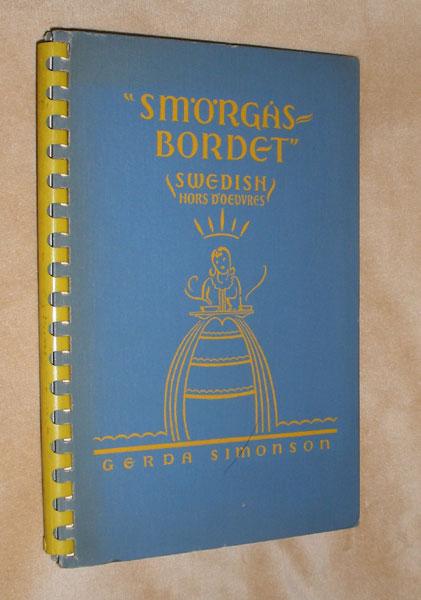 "SMÖRGÅS-
BORDET"
SWEDISH
HORS D'OEUVRES
GERDA SIMONSON